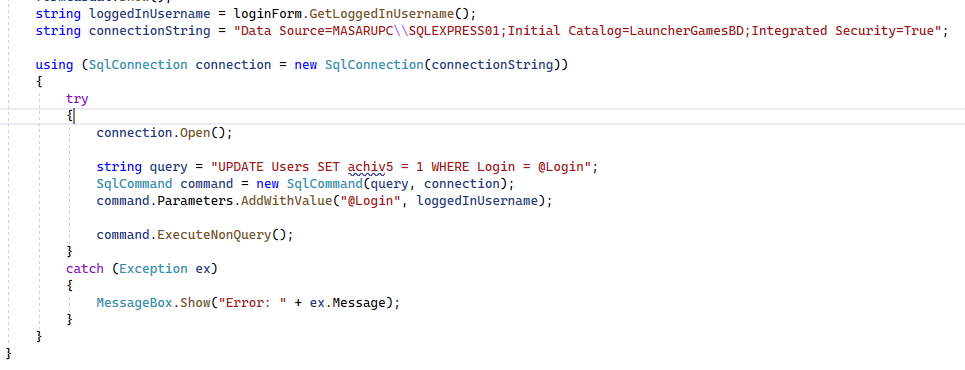 string loggedInUsername = loginForm.GetLoggedInUsername();
string connectionString = "Data Source=MASARUPC\\SQLEXPRESS01;Initial Catalog=LauncherGamesBD;Integrated Security=True";
using (SqlConnection connection = new SqlConnection(connectionString))
{
try
{
connection.Open();
string query = "UPDATE Users SET achiv5 = 1 WHERE Login = @Login";
SqlCommand command = new SqlCommand(query, connection);
command.Parameters.AddWithValue("@Login", loggedInUsername);
command.ExecuteNonQuery();
}
catch (Exception ex)
{
MessageBox.Show("Error: " + ex.Message);
}
}
}